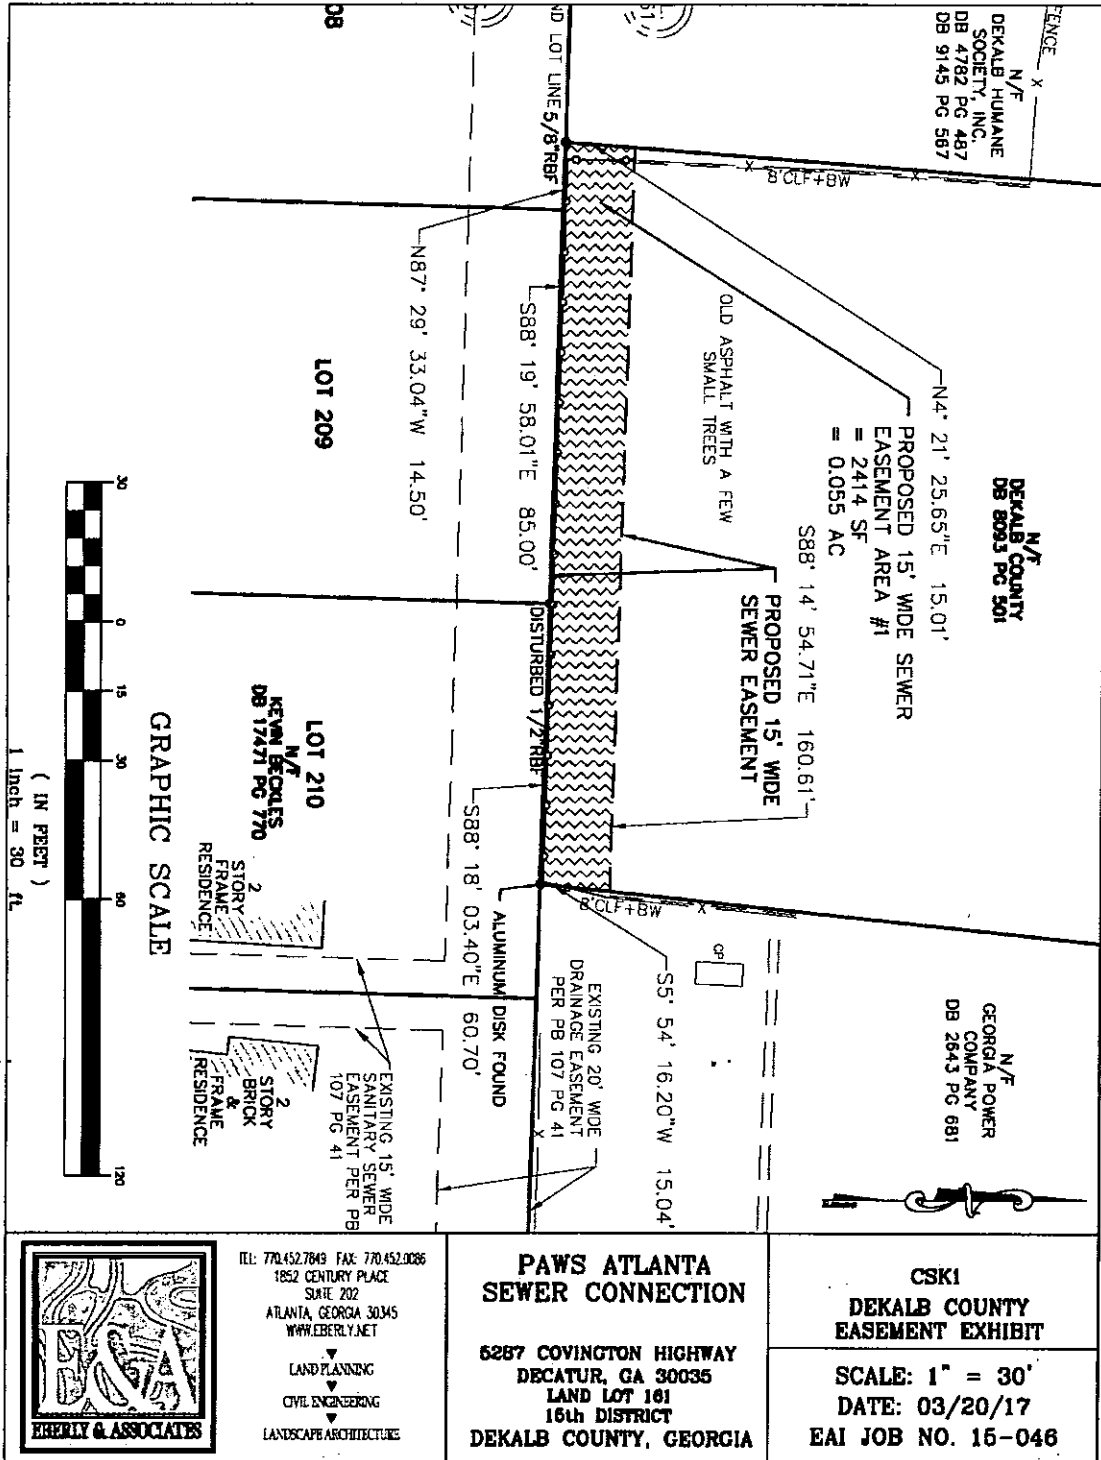 FENCE
X
N/F
DEKALB HUMANE
SOCIETY, INC.
DB 4782 PG 487
DB 9145 PG 567
X
8'CLF+BW
X
08
161
ND LOT LINE
5/8"RBF
N4° 21' 25.65"E 15.01'
PROPOSED 15' WIDE SEWER
EASEMENT AREA #1
= 2414 SF
= 0.055 AC
N/F
DEKALB COUNTY
DB 8093 PG 501
OLD ASPHALT WITH A FEW
SMALL TREES
S88° 14' 54.71"E 160.61'
PROPOSED 15' WIDE
SEWER EASEMENT
N87° 29' 33.04"W 14.50'
S88° 19' 58.01"E 85.00'
LOT 209
DISTURBED 1/2"RBF
S88° 18' 03.40"E 60.70'
LOT 210
N/F
KEVIN BECKLES
DB 17471 PG 770
2
STORY
FRAME
RESIDENCE
ALUMINUM DISK FOUND
8'CLF+BW
X
S5° 54' 16.20"W 15.04'
CP
N/F
GEORGIA POWER
COMPANY
DB 2643 PG 681
EXISTING 20' WIDE
DRAINAGE EASEMENT
PER PB 107 PG 41
X
EXISTING 15' WIDE
SANITARY SEWER
EASEMENT PER PB
107 PG 41
2
STORY
BRICK
&
FRAME
RESIDENCE
GRAPHIC SCALE
30 0 15 30 60 120
( IN FEET )
1 inch = 30 ft.
E&A
EBERLY & ASSOCIATES
TEL: 770.452.7849 FAX: 770.452.0086
1852 CENTURY PLACE
SUITE 202
ATLANTA, GEORGIA 30345
WWW.EBERLY.NET
LAND PLANNING
CIVIL ENGINEERING
LANDSCAPE ARCHITECTURE
PAWS ATLANTA
SEWER CONNECTION
5287 COVINGTON HIGHWAY
DECATUR, GA 30035
LAND LOT 161
15th DISTRICT
DEKALB COUNTY, GEORGIA
CSK1
DEKALB COUNTY
EASEMENT EXHIBIT
SCALE: 1" = 30'
DATE: 03/20/17
EAI JOB NO. 15-046